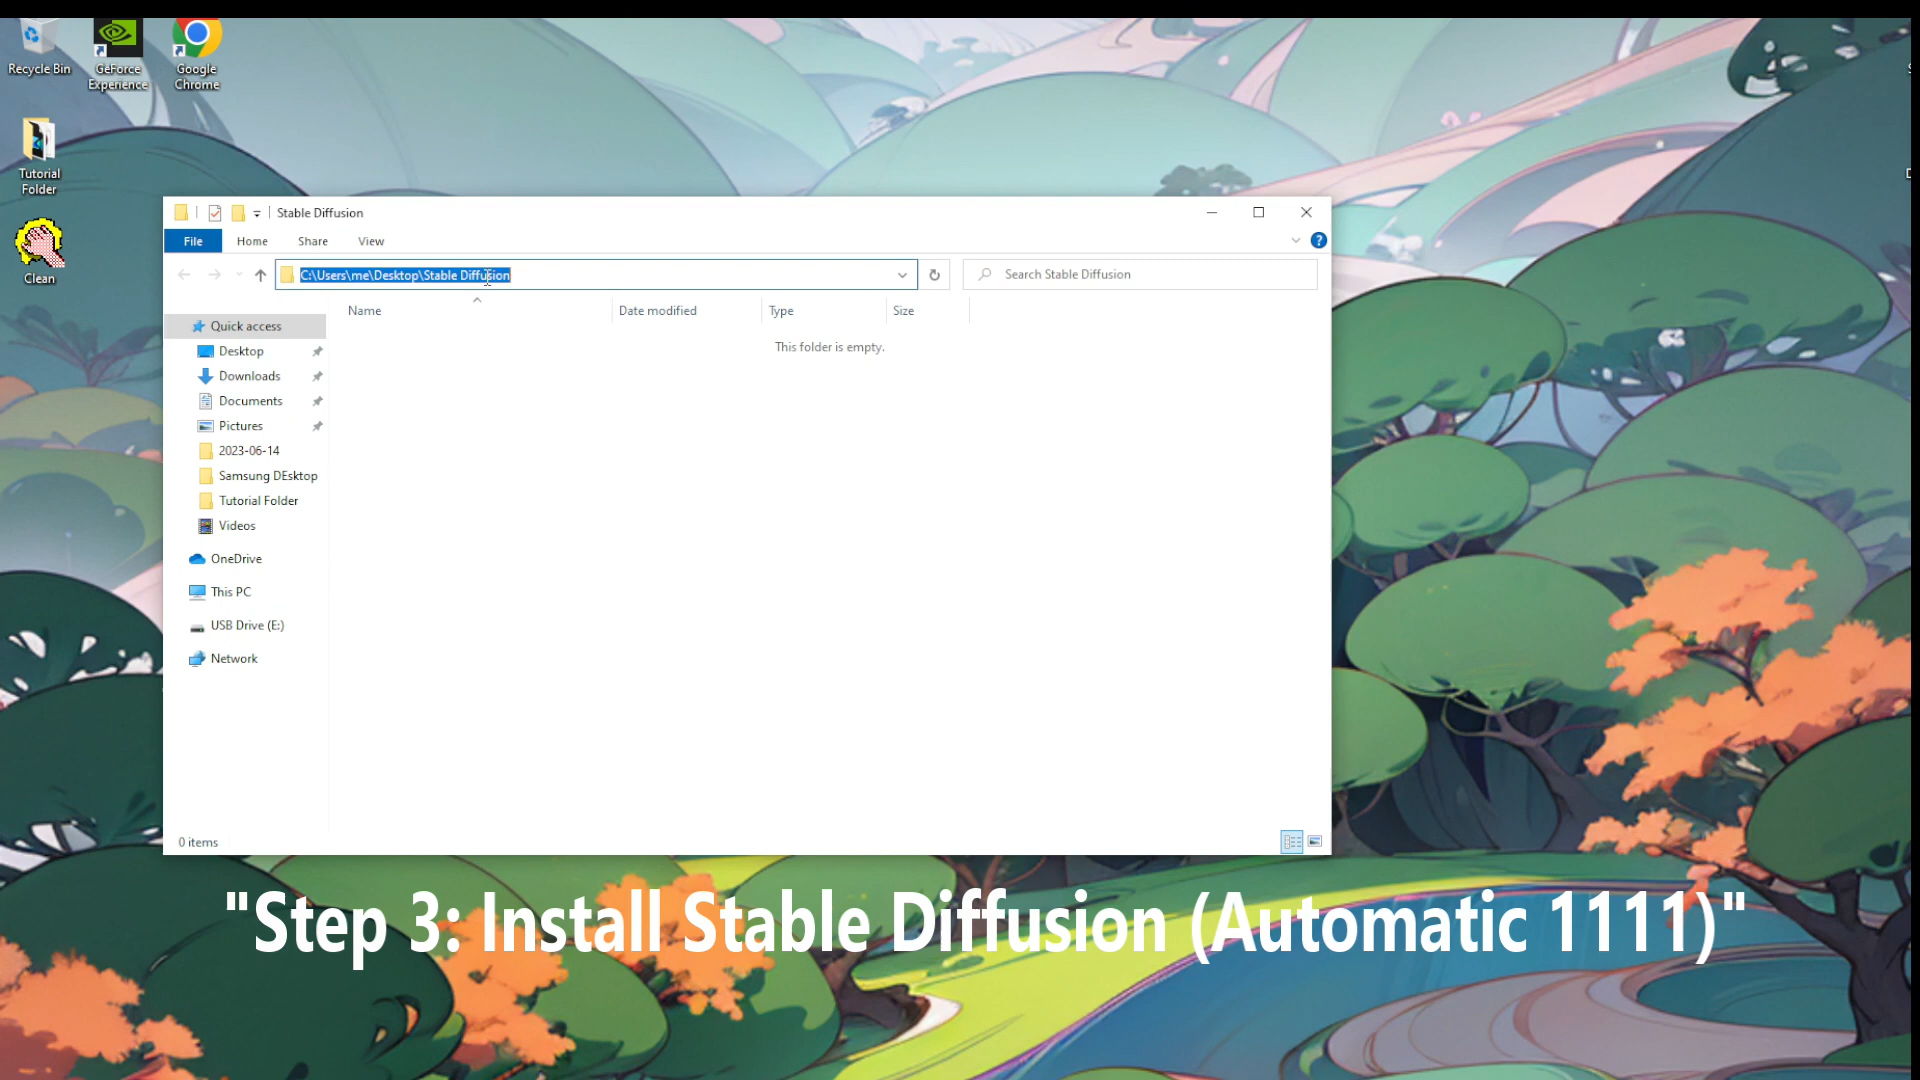 Recycle Bin
GeForce
Experience
Google
Chrome
Tutorial
Folder
Clean
Stable Diffusion
File
Home
Share
View
C:\Users\me\Desktop\Stable Diffusion
Search Stable Diffusion
Name
Date modified
Type
Size
This folder is empty.
Quick access
Desktop
Downloads
Documents
Pictures
2023-06-14
Samsung DEsktop
Tutorial Folder
Videos
OneDrive
This PC
USB Drive (E:)
Network
0 items
"Step 3: Install Stable Diffusion (Automatic 1111)"